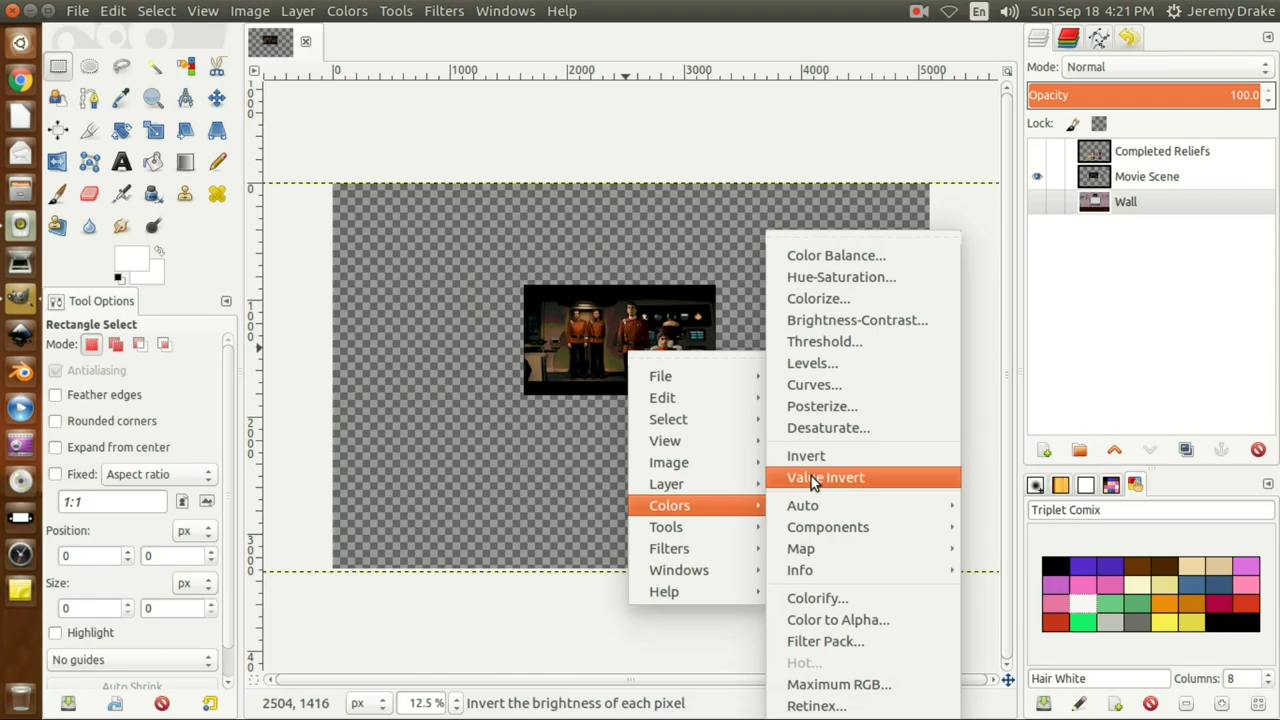 File Edit Select View Image Layer Colors Tools Filters Windows Help En Sun Sep 18 4:21 PM Jeremy Drake
0 1000 2000 3000 4000 5000
Mode: Normal
Opacity 100.0
Lock:
Completed Reliefs
Movie Scene
Wall
Tool Options
Rectangle Select
Mode:
Antialiasing
Feather edges
Rounded corners
Expand from center
Fixed: Aspect ratio
1:1
Position: px
0 0
Size: px
0 0
Highlight
No guides
Auto Shrink
File
Edit
Select
View
Image
Layer
Colors
Tools
Filters
Windows
Help
Color Balance...
Hue-Saturation...
Colorize...
Brightness-Contrast...
Threshold...
Levels...
Curves...
Posterize...
Desaturate...
Invert
Value Invert
Auto
Components
Map
Info
Colorify...
Color to Alpha...
Filter Pack...
Hot...
Maximum RGB...
Retinex...
Triplet Comix
Hair White Columns: 8
2504, 1416 px 12.5 % Invert the brightness of each pixel